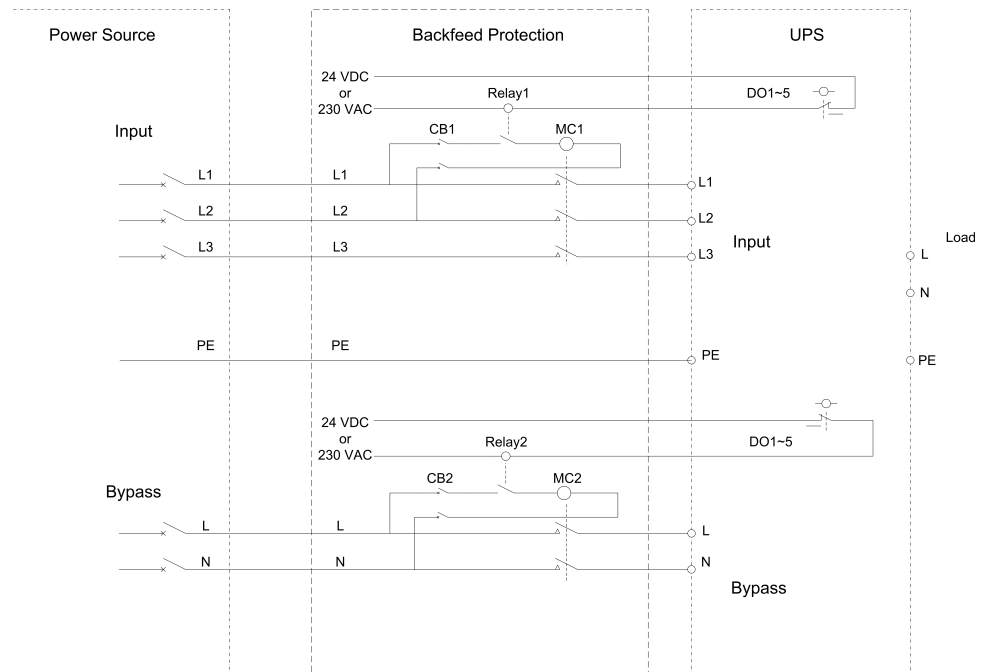 Power Source
Backfeed Protection
UPS
24 VDC
or
230 VAC
Relay1
DO1~5
Input
CB1
MC1
L1
L1
L1
L2
L2
L2
L3
L3
L3
Input
Load
L
N
PE
PE
PE
PE
24 VDC
or
230 VAC
Relay2
DO1~5
Bypass
CB2
MC2
L
L
L
N
N
N
Bypass